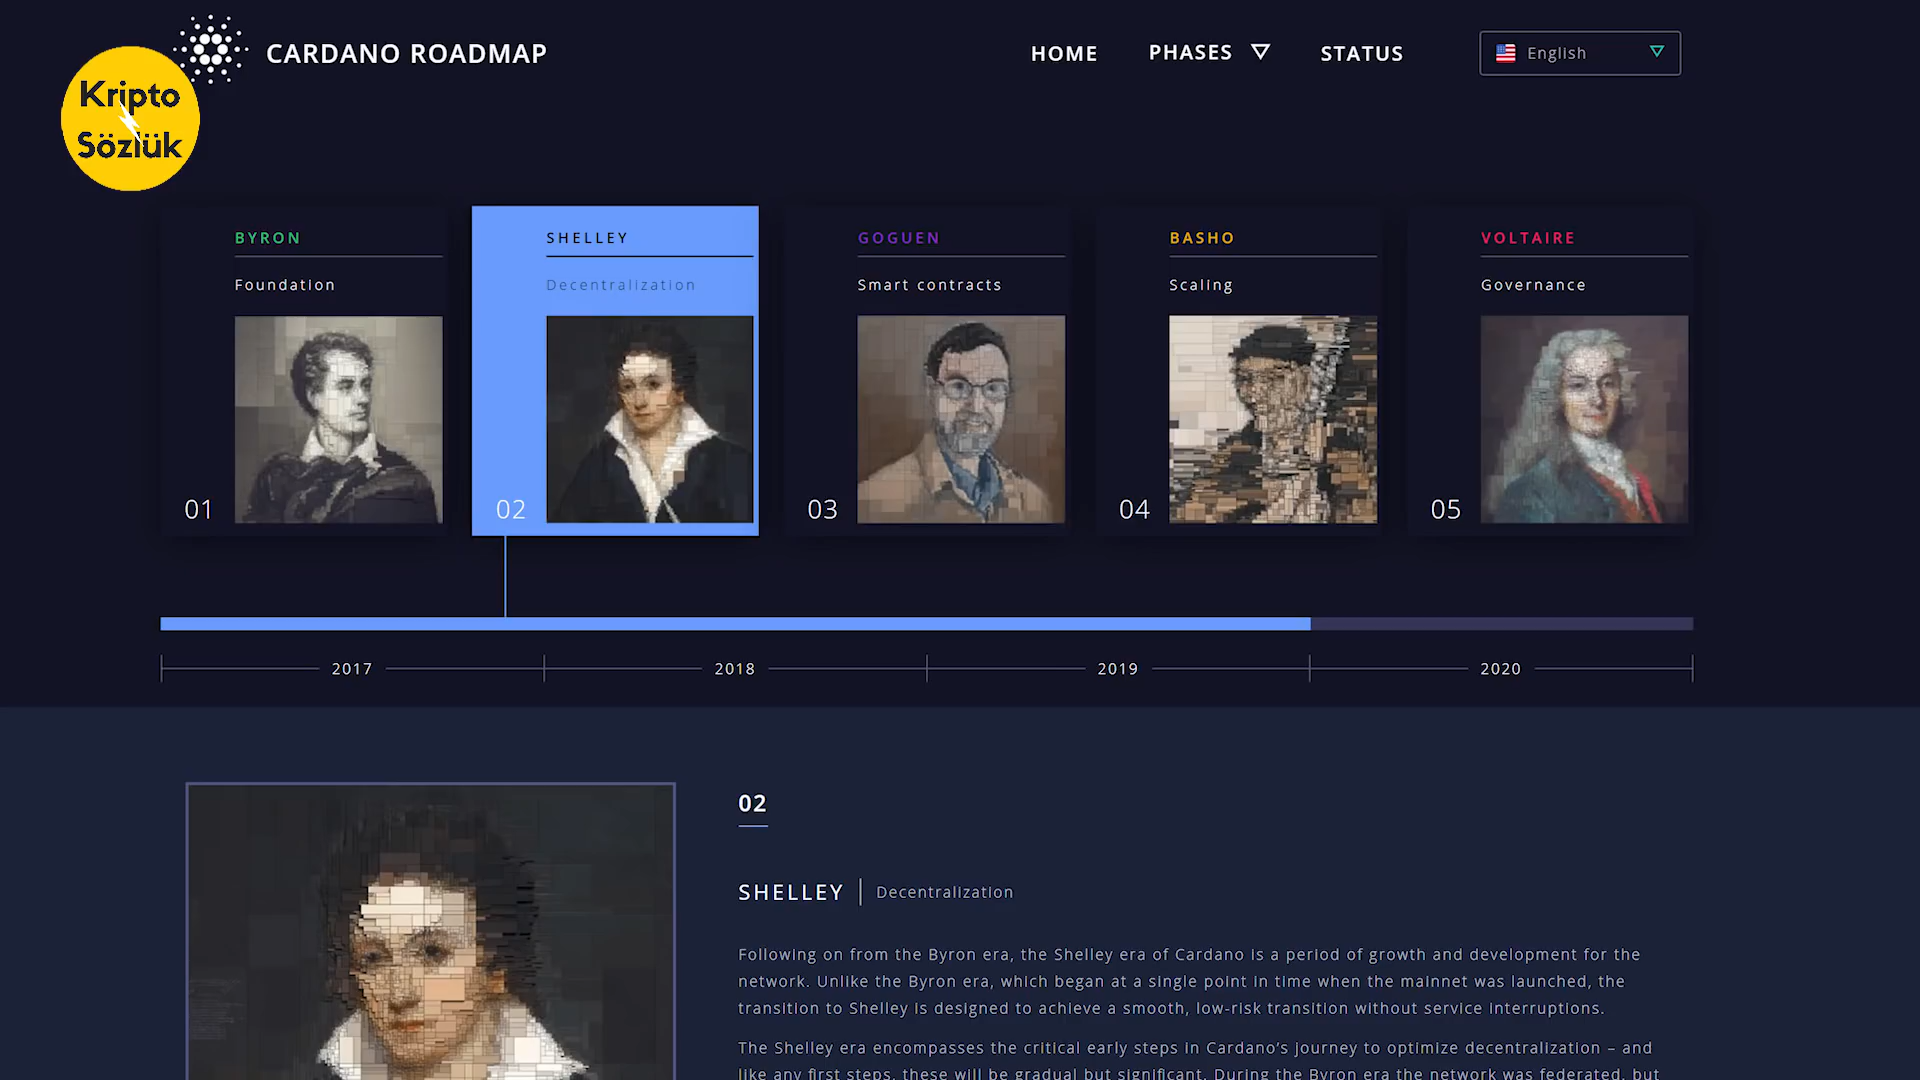 CARDANO ROADMAP
HOME
PHASES
STATUS
English
Kripto
Sözlük
BYRON
Foundation
01
SHELLEY
Decentralization
02
GOGUEN
Smart contracts
03
BASHO
Scaling
04
VOLTAIRE
Governance
05
2017
2018
2019
2020
02
SHELLEY
Decentralization
Following on from the Byron era, the Shelley era of Cardano is a period of growth and development for the
network. Unlike the Byron era, which began at a single point in time when the mainnet was launched, the
transition to Shelley is designed to achieve a smooth, low-risk transition without service interruptions.
The Shelley era encompasses the critical early steps in Cardano's journey to optimize decentralization – and
like any first steps, these will be gradual but significant. During the Byron era the network was federated, but